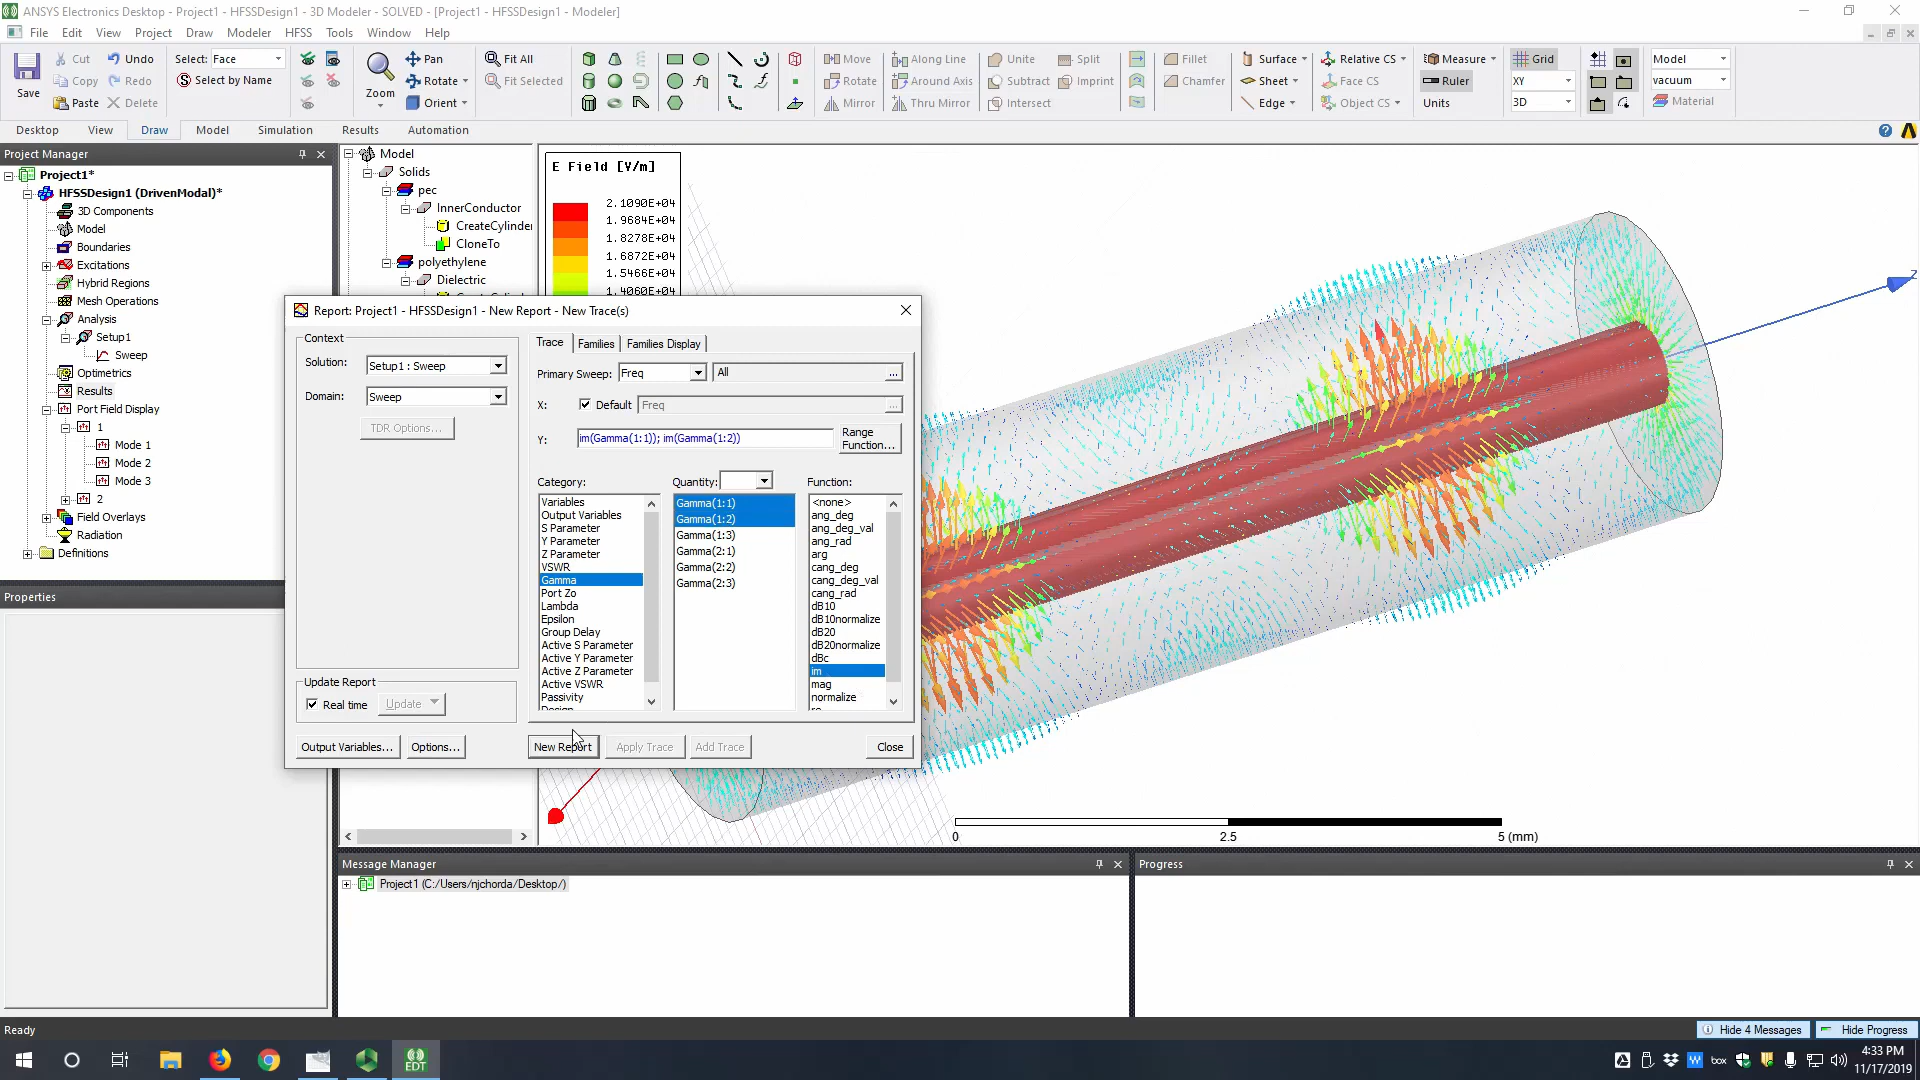 ANSYS Electronics Desktop - Project1 - HFSSDesign1 - 3D Modeler - SOLVED - [Project1 - HFSSDesign1 - Modeler]
File Edit View Project Draw Modeler HFSS Tools Window Help
Save
Cut
Copy
Paste
Undo
Redo
Delete
Select: Face
Select by Name
Zoom
Pan
Rotate
Orient
Fit All
Fit Selected
Move
Rotate
Mirror
Along Line
Around Axis
Thru Mirror
Unite
Subtract
Intersect
Split
Imprint
Fillet
Chamfer
Surface
Sheet
Edge
Relative CS
Face CS
Object CS
Measure
Ruler
Units
Grid
XY
3D
Model
vacuum
Material
Desktop View Draw Model Simulation Results Automation
Project Manager
Project1*
HFSSDesign1 (DrivenModal)*
3D Components
Model
Boundaries
Excitations
Hybrid Regions
Mesh Operations
Analysis
Setup1
Sweep
Optimetrics
Results
Port Field Display
1
Mode 1
Mode 2
Mode 3
2
Field Overlays
Radiation
Definitions
Properties
Model
Solids
pec
InnerConductor
CreateCylinder
CloneTo
polyethylene
Dielectric
E Field [V/m]
2.1090E+04
1.9684E+04
1.8278E+04
1.6872E+04
1.5466E+04
1.4060E+04
Z
Report: Project1 - HFSSDesign1 - New Report - New Trace(s)
Context
Solution: Setup1 : Sweep
Domain: Sweep
TDR Options...
Update Report
Real time
Update
Output Variables...
Options...
Trace Families Families Display
Primary Sweep: Freq All ...
X: Default Freq ...
Y: im(Gamma(1:1)); im(Gamma(1:2))
Range Function...
Category:
Variables
Output Variables
S Parameter
Y Parameter
Z Parameter
VSWR
Gamma
Port Zo
Lambda
Epsilon
Group Delay
Active S Parameter
Active Y Parameter
Active Z Parameter
Active VSWR
Passivity
Design
Quantity:
Gamma(1:1)
Gamma(1:2)
Gamma(1:3)
Gamma(2:1)
Gamma(2:2)
Gamma(2:3)
Function:
<none>
ang_deg
ang_deg_val
ang_rad
arg
cang_deg
cang_deg_val
cang_rad
dB10
dB10normalize
dB20
dB20normalize
dBc
im
mag
normalize
re
New Report Apply Trace Add Trace Close
0 2.5 5 (mm)
Message Manager
Project1 (C:/Users/njchorda/Desktop/)
Progress
Ready
Hide 4 Messages
Hide Progress
EDT
box
4:33 PM
11/17/2019